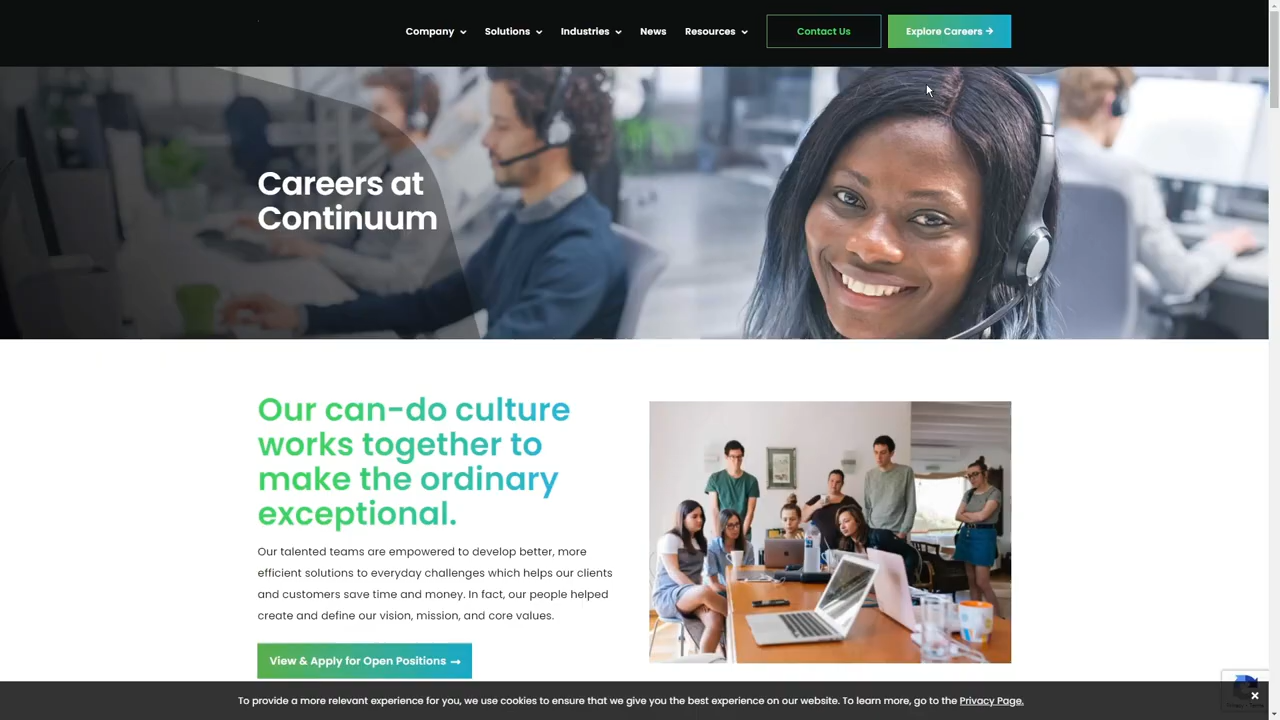 Company Solutions Industries News Resources Contact Us Explore Careers →
Careers at
Continuum
Our can-do culture
works together to
make the ordinary
exceptional.
Our talented teams are empowered to develop better, more
efficient solutions to everyday challenges which helps our clients
and customers save time and money. In fact, our people helped
create and define our vision, mission, and core values.
View & Apply for Open Positions →
To provide a more relevant experience for you, we use cookies to ensure that we give you the best experience on our website. To learn more, go to the Privacy Page.